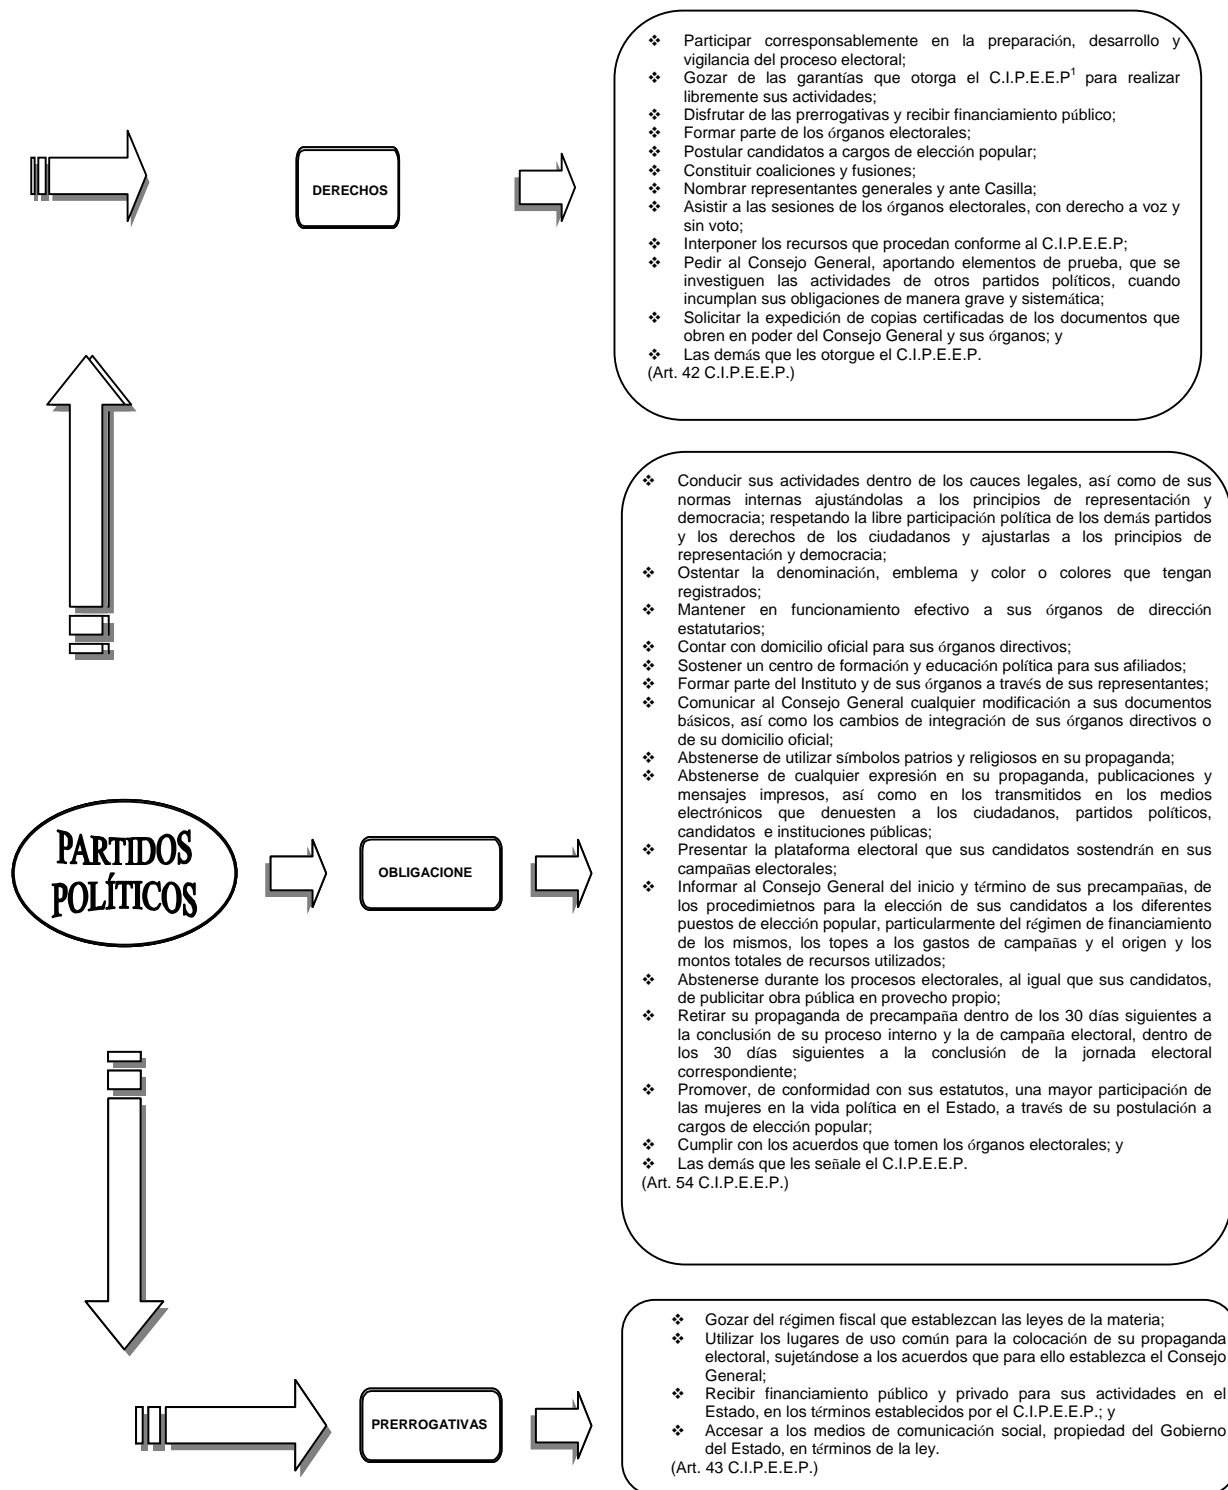 ❖ Participar corresponsablemente en la preparación, desarrollo y
vigilancia del proceso electoral;
❖ Gozar de las garantías que otorga el C.I.P.E.E.P¹ para realizar
libremente sus actividades;
❖ Disfrutar de las prerrogativas y recibir financiamiento público;
❖ Formar parte de los órganos electorales;
❖ Postular candidatos a cargos de elección popular;
❖ Constituir coaliciones y fusiones;
❖ Nombrar representantes generales y ante Casilla;
❖ Asistir a las sesiones de los órganos electorales, con derecho a voz y
sin voto;
❖ Interponer los recursos que procedan conforme al C.I.P.E.E.P;
❖ Pedir al Consejo General, aportando elementos de prueba, que se
investiguen las actividades de otros partidos políticos, cuando
incumplan sus obligaciones de manera grave y sistemática;
❖ Solicitar la expedición de copias certificadas de los documentos que
obren en poder del Consejo General y sus órganos; y
❖ Las demás que les otorgue el C.I.P.E.E.P.
(Art. 42 C.I.P.E.E.P.)
DERECHOS
❖ Conducir sus actividades dentro de los cauces legales, así como de sus
normas internas ajustándolas a los principios de representación y
democracia; respetando la libre participación política de los demás partidos
y los derechos de los ciudadanos y ajustarlas a los principios de
representación y democracia;
❖ Ostentar la denominación, emblema y color o colores que tengan
registrados;
❖ Mantener en funcionamiento efectivo a sus órganos de dirección
estatutarios;
❖ Contar con domicilio oficial para sus órganos directivos;
❖ Sostener un centro de formación y educación política para sus afiliados;
❖ Formar parte del Instituto y de sus órganos a través de sus representantes;
❖ Comunicar al Consejo General cualquier modificación a sus documentos
básicos, así como los cambios de integración de sus órganos directivos o
de su domicilio oficial;
❖ Abstenerse de utilizar símbolos patrios y religiosos en su propaganda;
❖ Abstenerse de cualquier expresión en su propaganda, publicaciones y
mensajes impresos, así como en los transmitidos en los medios
electrónicos que denuesten a los ciudadanos, partidos políticos,
candidatos e instituciones públicas;
❖ Presentar la plataforma electoral que sus candidatos sostendrán en sus
campañas electorales;
❖ Informar al Consejo General del inicio y término de sus precampañas, de
los procedimietnos para la elección de sus candidatos a los diferentes
puestos de elección popular, particularmente del régimen de financiamiento
de los mismos, los topes a los gastos de campañas y el origen y los
montos totales de recursos utilizados;
❖ Abstenerse durante los procesos electorales, al igual que sus candidatos,
de publicitar obra pública en provecho propio;
❖ Retirar su propaganda de precampaña dentro de los 30 días siguientes a
la conclusión de su proceso interno y la de campaña electoral, dentro de
los 30 días siguientes a la conclusión de la jornada electoral
correspondiente;
❖ Promover, de conformidad con sus estatutos, una mayor participación de
las mujeres en la vida política en el Estado, a través de su postulación a
cargos de elección popular;
❖ Cumplir con los acuerdos que tomen los órganos electorales; y
❖ Las demás que les señale el C.I.P.E.E.P.
(Art. 54 C.I.P.E.E.P.)
PARTIDOS
POLÍTICOS
OBLIGACIONE
❖ Gozar del régimen fiscal que establezcan las leyes de la materia;
❖ Utilizar los lugares de uso común para la colocación de su propaganda
electoral, sujetándose a los acuerdos que para ello establezca el Consejo
General;
❖ Recibir financiamiento público y privado para sus actividades en el
Estado, en los términos establecidos por el C.I.P.E.E.P.; y
❖ Accesar a los medios de comunicación social, propiedad del Gobierno
del Estado, en términos de la ley.
(Art. 43 C.I.P.E.E.P.)
PRERROGATIVAS